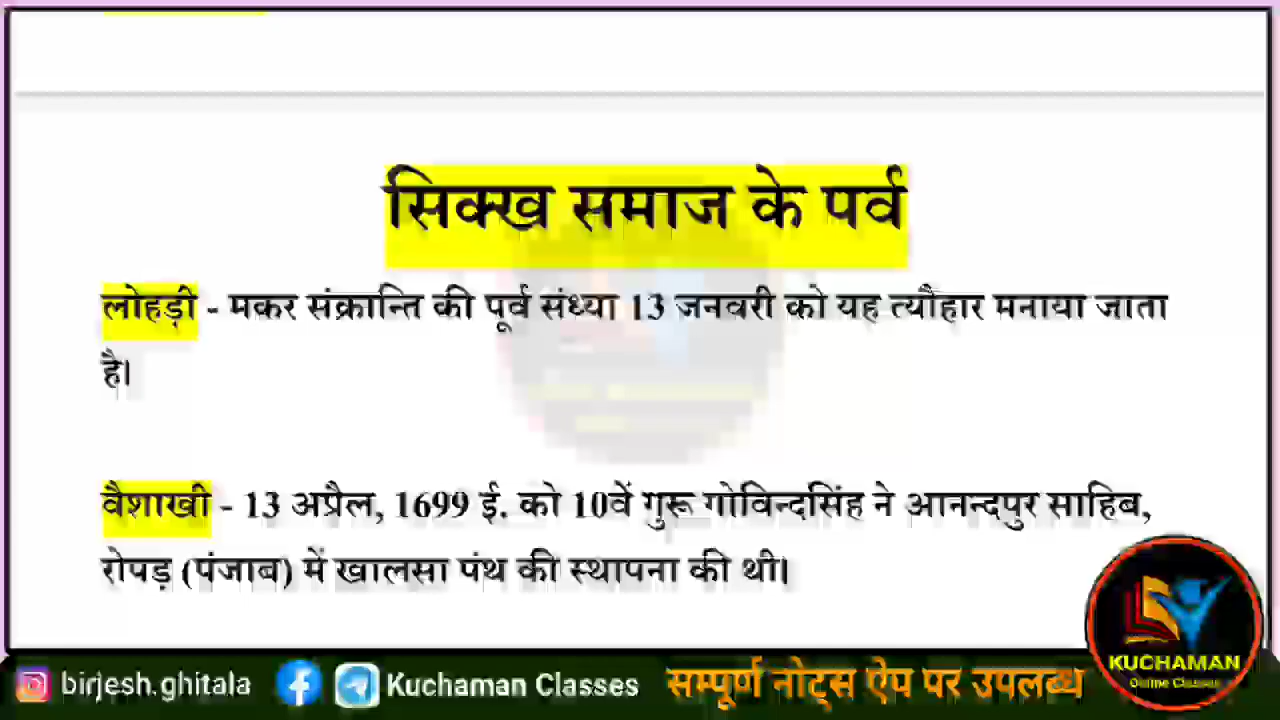 सिक्ख समाज के पर्व
लोहड़ी - मकर संक्रान्ति की पूर्व संध्या 13 जनवरी को यह त्यौहार मनाया जाता
है।
वैशाखी - 13 अप्रैल, 1699 ई. को 10वें गुरू गोविन्दसिंह ने आनन्दपुर साहिब,
रोपड़ (पंजाब) में खालसा पंथ की स्थापना की थी।
KUCHAMAN
Online Classes
birjesh.ghitala Kuchaman Classes सम्पूर्ण नोट्स ऐप पर उपलब्ध